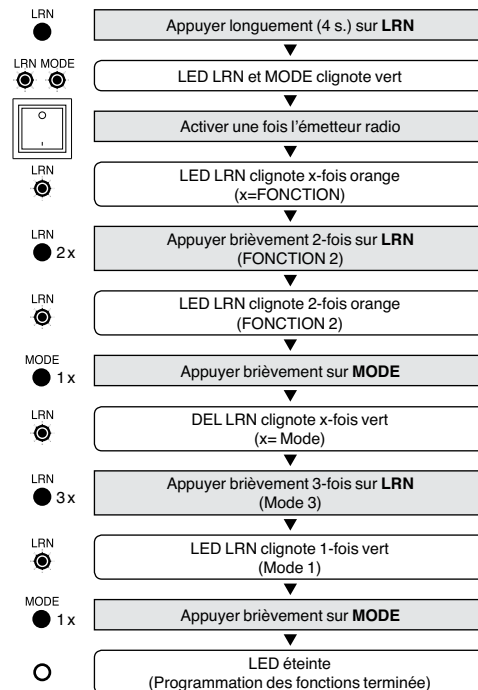 LRN
Appuyer longuement (4 s.) sur LRN
LRN MODE
LED LRN et MODE clignote vert
Activer une fois l'émetteur radio
LRN
LED LRN clignote x-fois orange
(x=FONCTION)
LRN
2x
Appuyer brièvement 2-fois sur LRN
(FONCTION 2)
LRN
LED LRN clignote 2-fois orange
(FONCTION 2)
MODE
1x
Appuyer brièvement sur MODE
LRN
DEL LRN clignote x-fois vert
(x= Mode)
LRN
3x
Appuyer brièvement 3-fois sur LRN
(Mode 3)
LRN
LED LRN clignote 1-fois vert
(Mode 1)
MODE
1x
Appuyer brièvement sur MODE
LED éteinte
(Programmation des fonctions terminée)